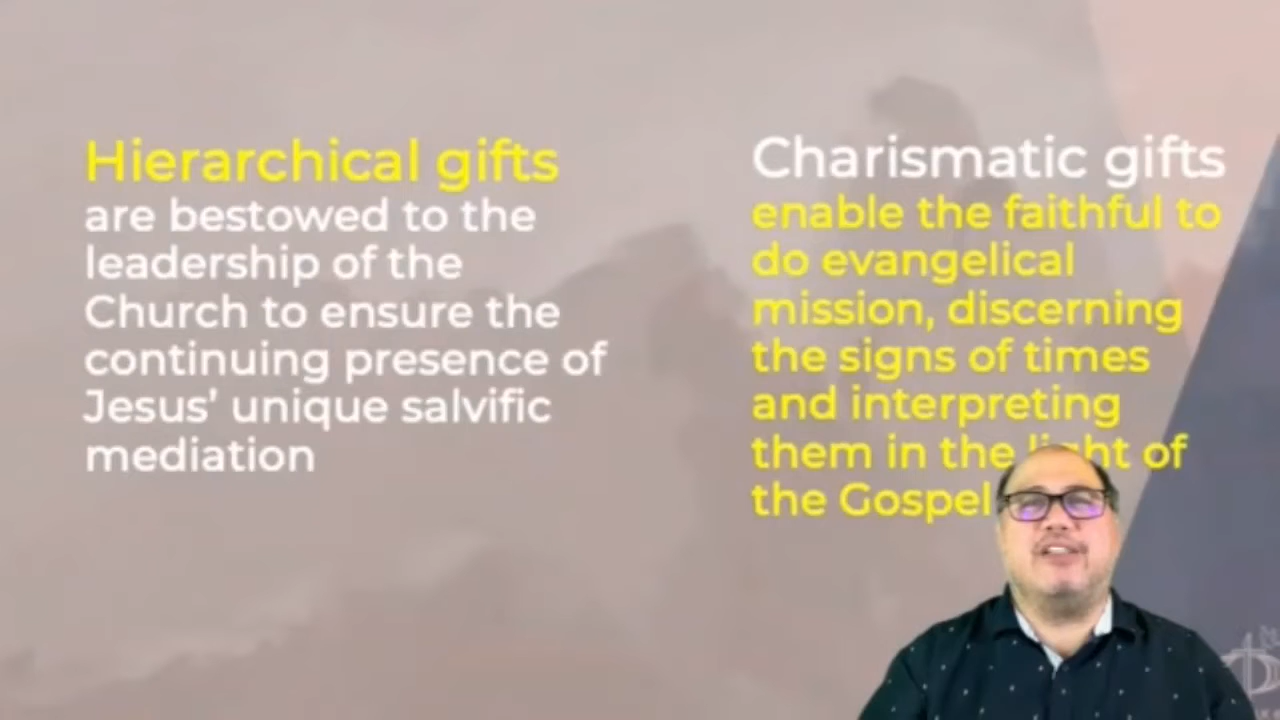 Hierarchical gifts
are bestowed to the
leadership of the
Church to ensure the
continuing presence of
Jesus' unique salvific
mediation
Charismatic gifts
enable the faithful to
do evangelical
mission, discerning
the signs of times
and interpreting
them in the light of
the Gospel